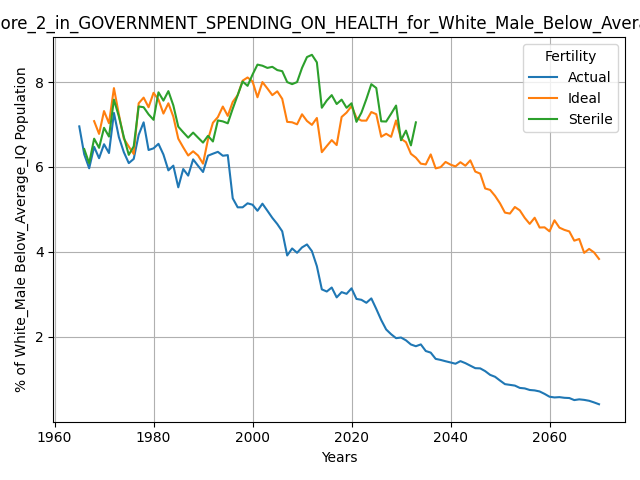 ore_2_in_GOVERNMENT_SPENDING_ON_HEALTH_for_White_Male_Below_Avera
Fertility
Actual
Ideal
Sterile
% of White_Male Below_Average_IQ Population
8
6
4
2
1960
1980
2000
2020
2040
2060
Years